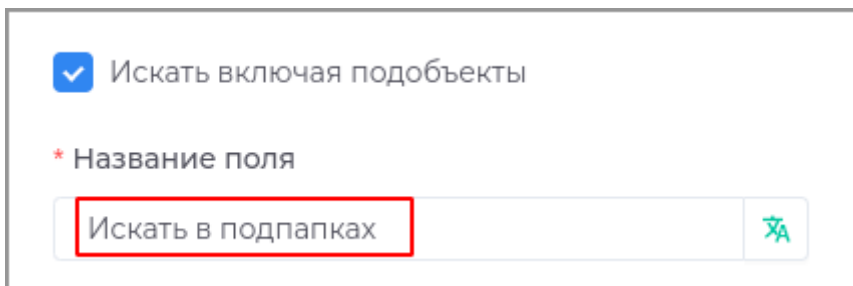 Искать включая подобъекты
* Название поля
Искать в подпапках